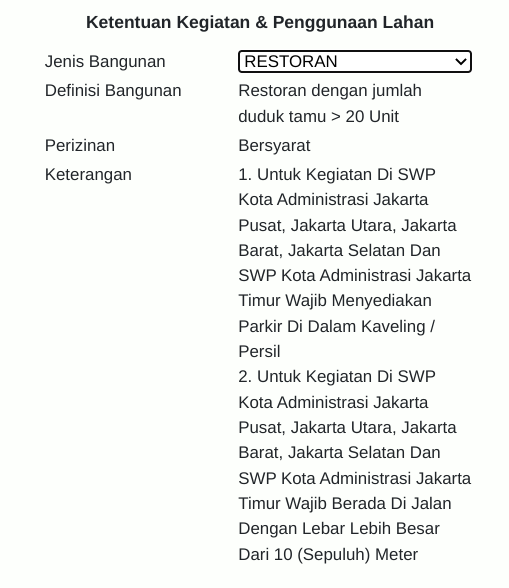 Ketentuan Kegiatan & Penggunaan Lahan
Jenis Bangunan RESTORAN
Definisi Bangunan Restoran dengan jumlah
duduk tamu > 20 Unit
Perizinan Bersyarat
Keterangan 1. Untuk Kegiatan Di SWP
Kota Administrasi Jakarta
Pusat, Jakarta Utara, Jakarta
Barat, Jakarta Selatan Dan
SWP Kota Administrasi Jakarta
Timur Wajib Menyediakan
Parkir Di Dalam Kaveling /
Persil
2. Untuk Kegiatan Di SWP
Kota Administrasi Jakarta
Pusat, Jakarta Utara, Jakarta
Barat, Jakarta Selatan Dan
SWP Kota Administrasi Jakarta
Timur Wajib Berada Di Jalan
Dengan Lebar Lebih Besar
Dari 10 (Sepuluh) Meter